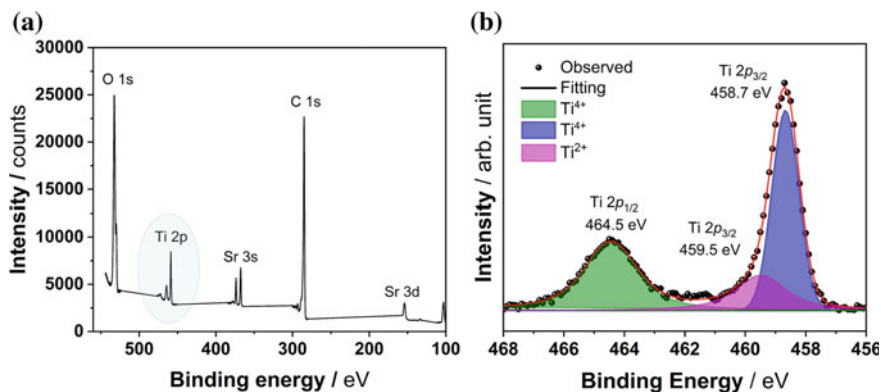 (a)
30000
25000
20000
15000
10000
5000
0
Intensity / counts
O 1s
Ti 2p
Sr 3s
C 1s
Sr 3d
500 400 300 200 100
Binding energy / eV
(b)
Observed
Fitting
Ti⁴⁺
Ti⁴⁺
Ti²⁺
Ti 2p3/2
458.7 eV
Ti 2p1/2
464.5 eV
Ti 2p3/2
459.5 eV
Intensity / arb. unit
468 466 464 462 460 458 456
Binding Energy / eV